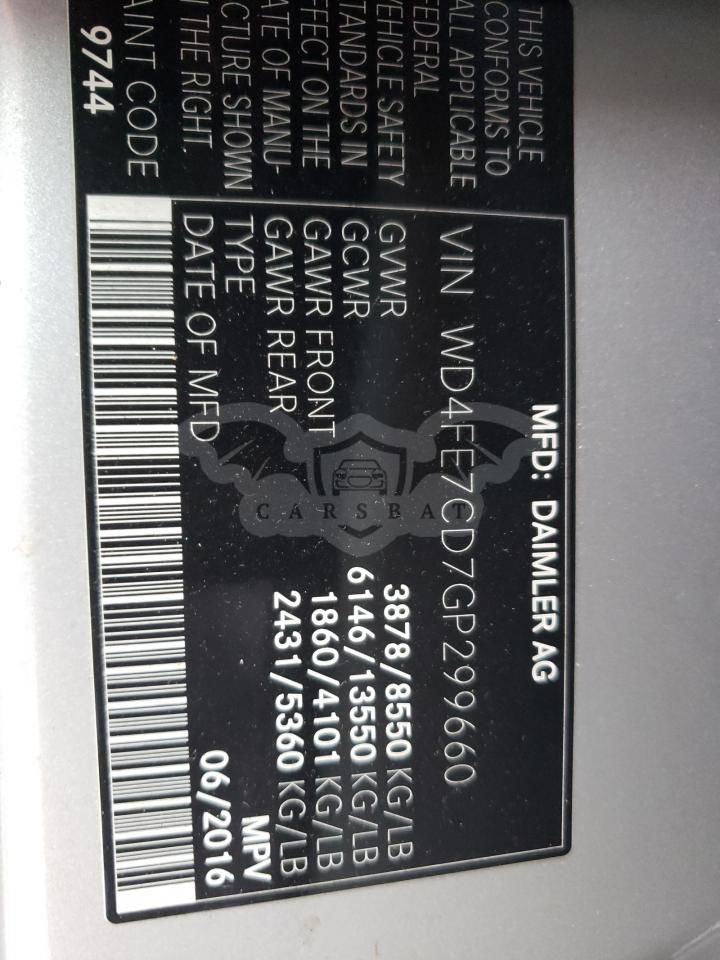 THIS VEHICLE
CONFORMS TO
ALL APPLICABLE
FEDERAL
VEHICLE SAFETY
STANDARDS IN
EFFECT ON THE
DATE OF MANU-
CTURE SHOWN
N THE RIGHT.
AINT CODE
9744
MFD: DAIMLER AG
VIN WD4FE7CD7GP299660
GVWR 3878/8550 KG/LB
GCWR 6146/13550 KG/LB
GAWR FRONT 1860/4101 KG/LB
GAWR REAR 2431/5360 KG/LB
TYPE MPV
DATE OF MFD 06/2016
CARSBAT